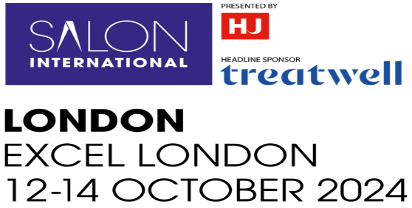 SALON
INTERNATIONAL
PRESENTED BY
HJ
HEADLINE SPONSOR
treatwell
LONDON
EXCEL LONDON
12-14 OCTOBER 2024